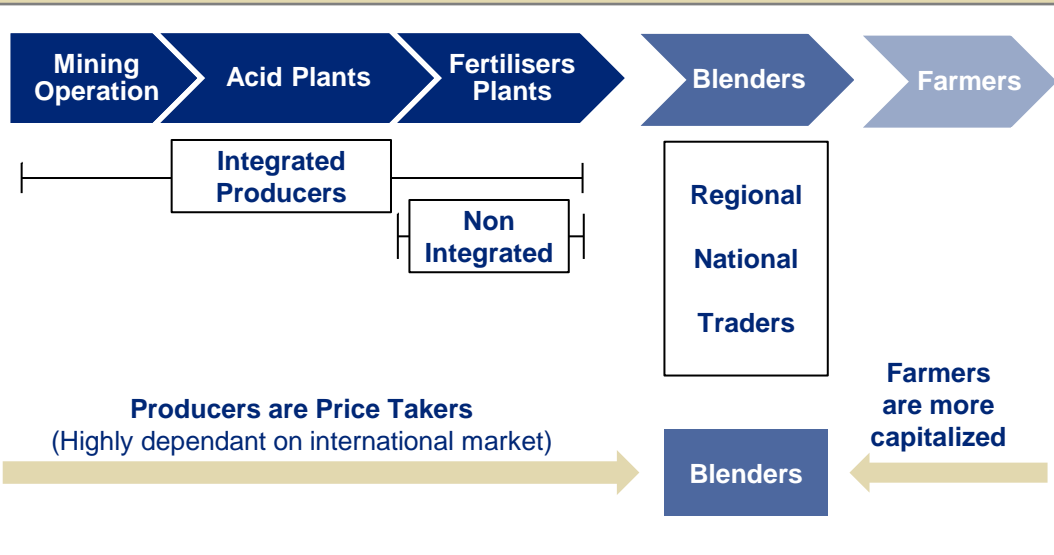 Mining
Operation
Acid Plants
Fertilisers
Plants
Blenders
Farmers
Integrated
Producers
Non
Integrated
Regional
National
Traders
Producers are Price Takers
(Highly dependant on international market)
Blenders
Farmers
are more
capitalized